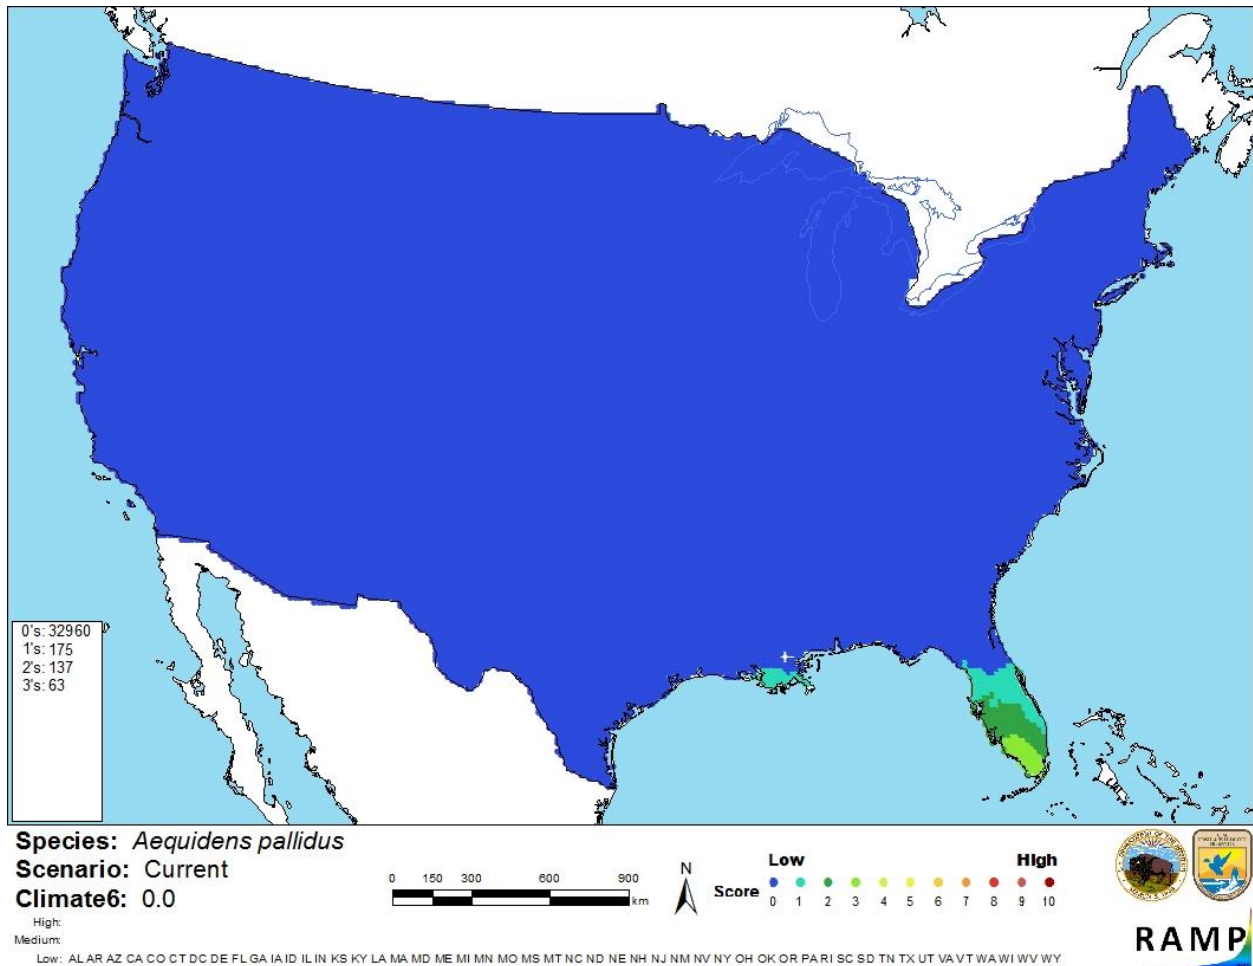 0's: 32960
1's: 175
2's: 137
3's: 63
Species: Aequidens pallidus
Scenario: Current
Climate6: 0.0
High:
Medium:
Low: AL AR AZ CA CO CT DC DE FL GA IA ID IL IN KS KY LA MA MD ME MI MN MO MS MT NC ND NE NH NJ NM NV NY OH OK OR PA RI SC SD TN TX UT VA VT WA WI WV WY
0 150 300 600 900
km
N
Low High
Score 0 1 2 3 4 5 6 7 8 9 10
RAMP